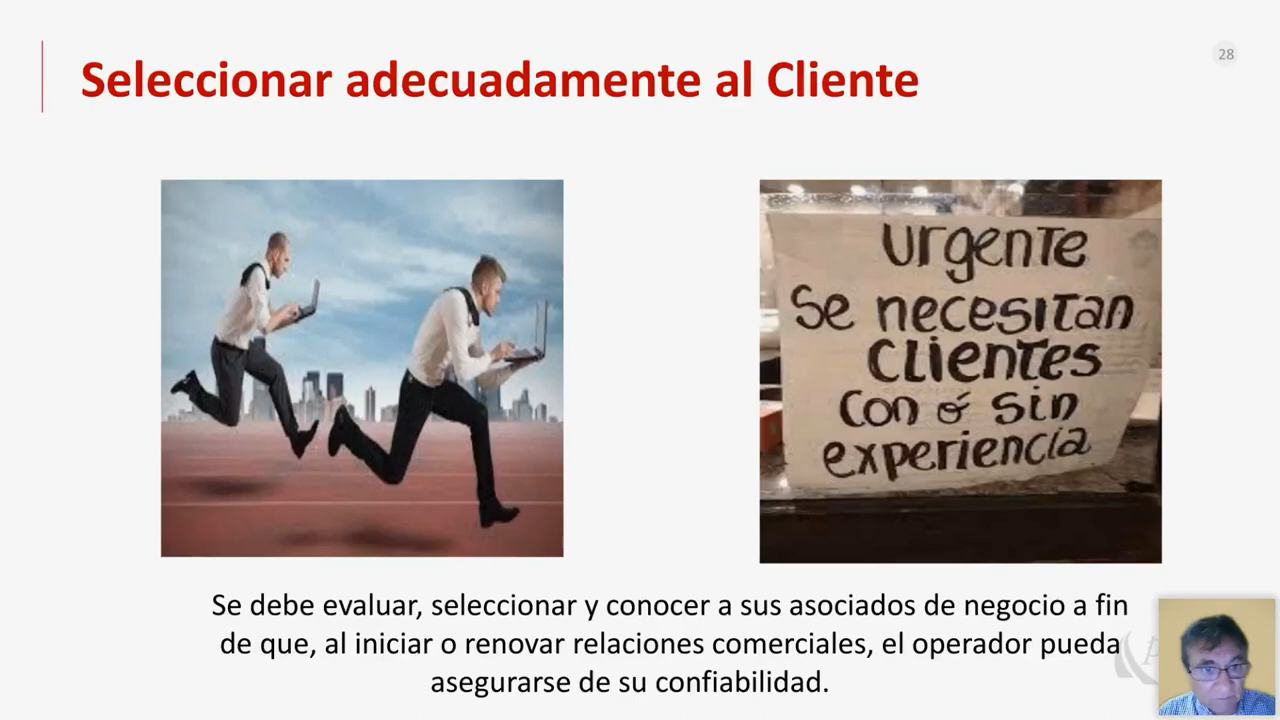 28
Seleccionar adecuadamente al Cliente
Urgente
Se necesitan
Clientes
Con ó sin
experiencia
Se debe evaluar, seleccionar y conocer a sus asociados de negocio a fin
de que, al iniciar o renovar relaciones comerciales, el operador pueda
asegurarse de su confiabilidad.